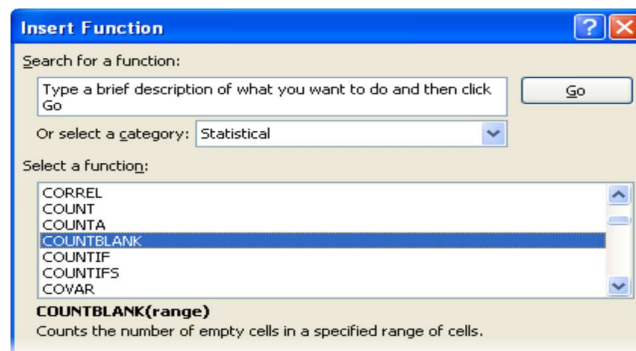 Insert Function
Search for a function:
Type a brief description of what you want to do and then click
Go
Go
Or select a category: Statistical
Select a function:
CORREL
COUNT
COUNTA
COUNTBLANK
COUNTIF
COUNTIFS
COVAR
COUNTBLANK(range)
Counts the number of empty cells in a specified range of cells.